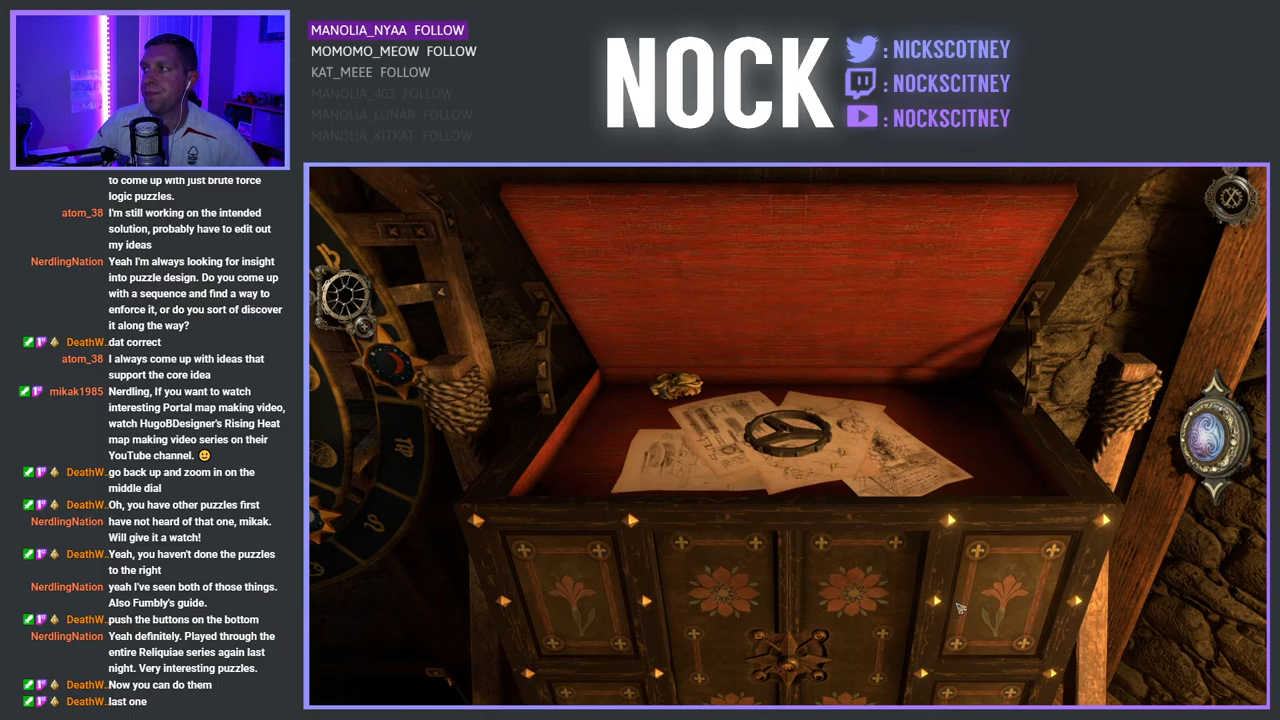 MANOLIA_NYAA FOLLOW
MOMOMO_MEOW FOLLOW
KAT_MEEE FOLLOW
MANOLIA_403 FOLLOW
MANOLIA_LUNAR FOLLOW
MANOLIA_KITKAT FOLLOW
NOCK
: NICKSCOTNEY
: NOCKSCITNEY
: NOCKSCITNEY
to come up with just brute force
logic puzzles.
atom_38 I'm still working on the intended
solution, probably have to edit out
my ideas
NerdlingNation Yeah I'm always looking for insight
into puzzle design. Do you come up
with a sequence and find a way to
enforce it, or do you sort of discover
it along the way?
DeathW.. dat correct
atom_38 I always come up with ideas that
support the core idea
mikak1985 Nerdling, If you want to watch
interesting Portal map making video,
watch HugoBDesigner's Rising Heat
map making video series on their
YouTube channel. 🙂
DeathW.. go back up and zoom in on the
middle dial
DeathW.. Oh, you have other puzzles first
NerdlingNation have not heard of that one, mikak.
Will give it a watch!
DeathW.. Yeah, you haven't done the puzzles
to the right
NerdlingNation yeah I've seen both of those things.
Also Fumbly's guide.
DeathW.. push the buttons on the bottom
NerdlingNation Yeah definitely. Played through the
entire Reliquiae series again last
night. Very interesting puzzles.
DeathW.. Now you can do them
DeathW.. last one